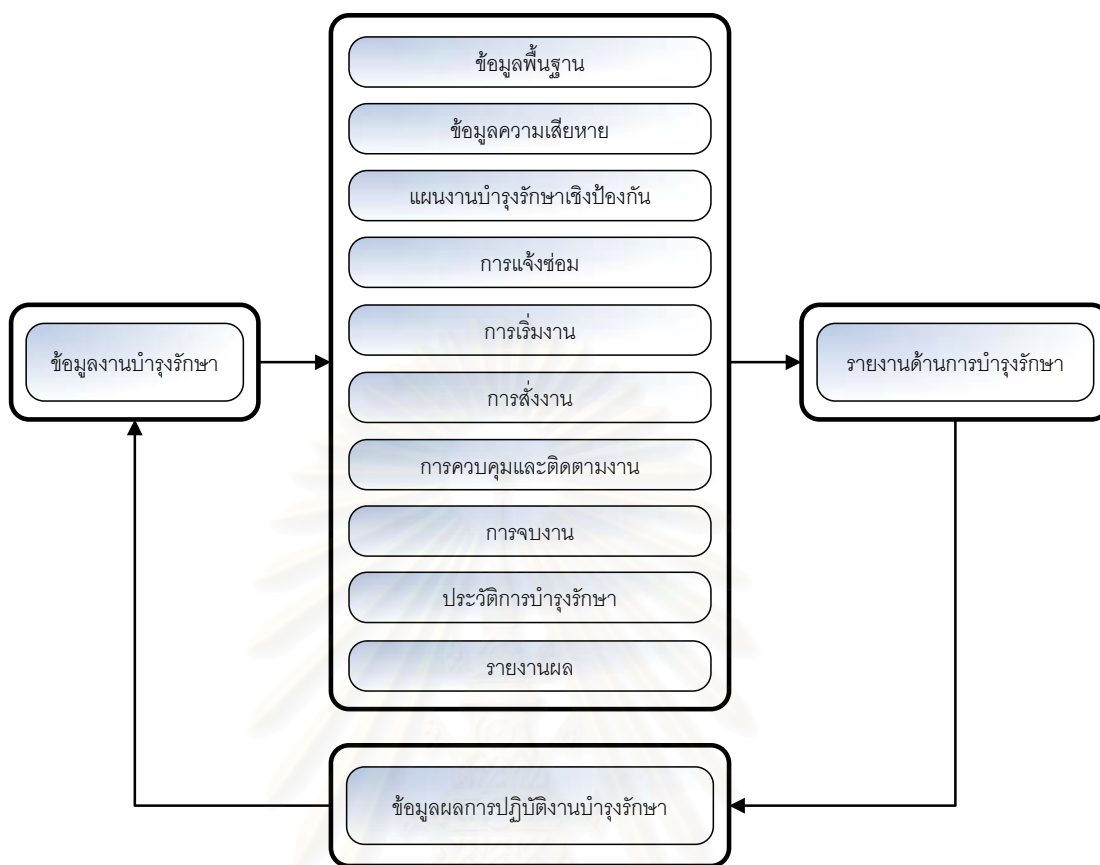 ข้อมูลพื้นฐาน
ข้อมูลความเสียหาย
แผนงานบำรุงรักษาเชิงป้องกัน
การแจ้งซ่อม
การเริ่มงาน
การสั่งงาน
การควบคุมและติดตามงาน
การจบงาน
ประวัติการบำรุงรักษา
รายงานผล
ข้อมูลงานบำรุงรักษา
รายงานด้านการบำรุงรักษา
ข้อมูลผลการปฏิบัติงานบำรุงรักษา